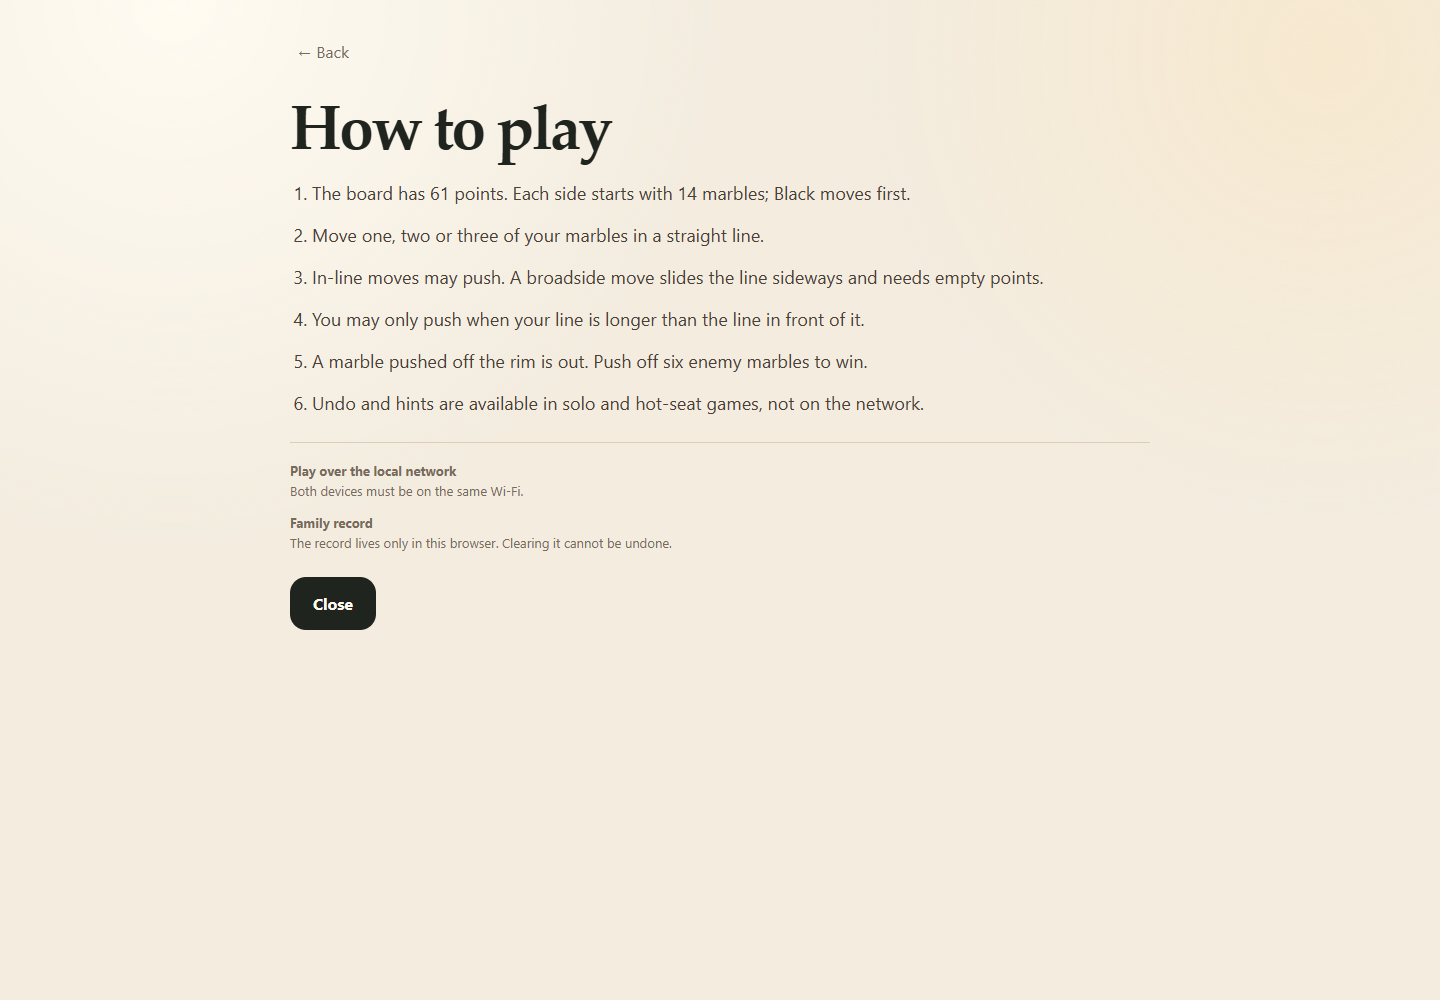 ← Back
How to play
1. The board has 61 points. Each side starts with 14 marbles; Black moves first.
2. Move one, two or three of your marbles in a straight line.
3. In-line moves may push. A broadside move slides the line sideways and needs empty points.
4. You may only push when your line is longer than the line in front of it.
5. A marble pushed off the rim is out. Push off six enemy marbles to win.
6. Undo and hints are available in solo and hot-seat games, not on the network.
Play over the local network
Both devices must be on the same Wi-Fi.
Family record
The record lives only in this browser. Clearing it cannot be undone.
Close